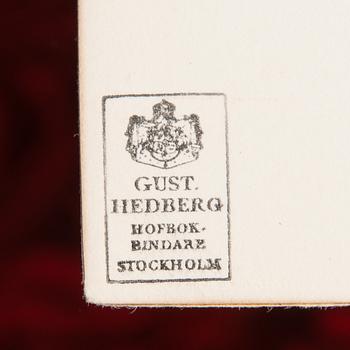 GUST.
HEDBERG
HOFBOK-
BINDARE
STOCKHOLM